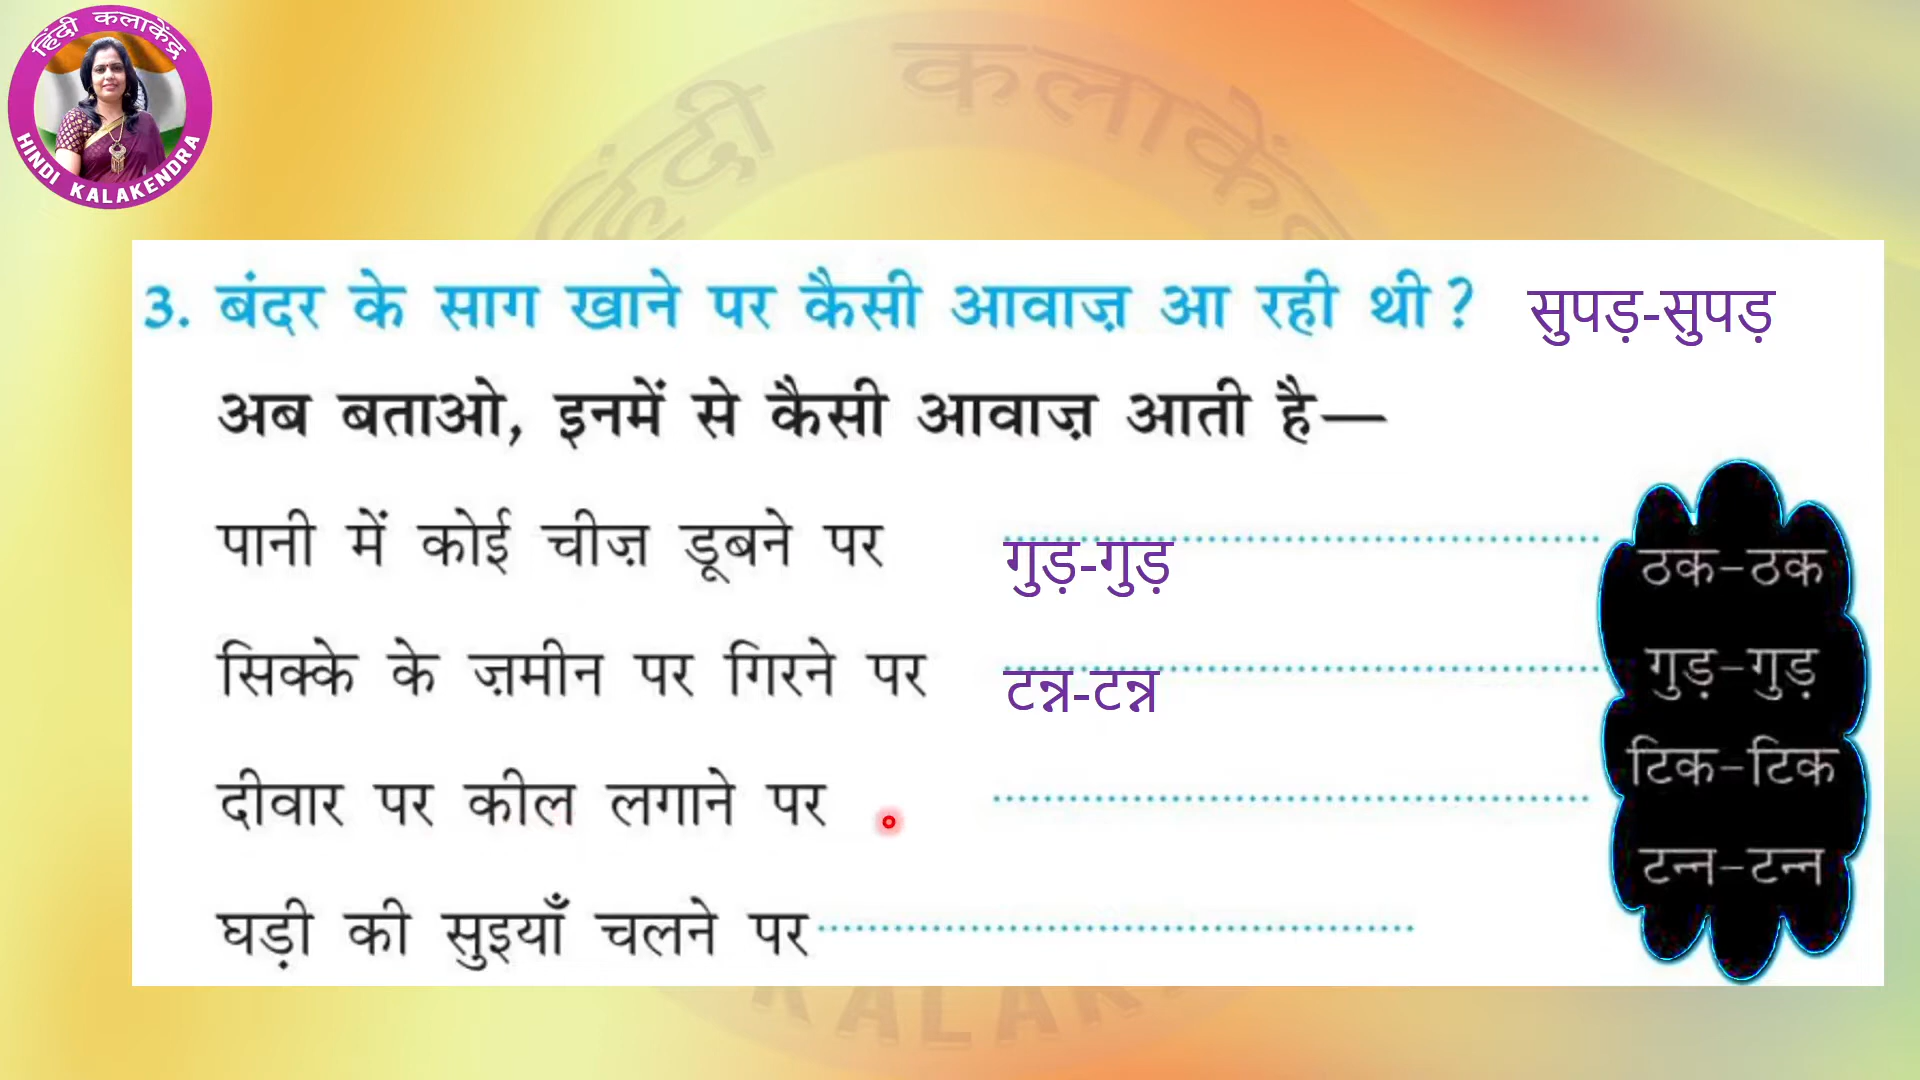 हिंदी कलाकेंद्र
HINDI KALAKENDRA
हिंदी कलाकेंद्र
3. बंदर के साग खाने पर कैसी आवाज़ आ रही थी? सुपड़-सुपड़
अब बताओ, इनमें से कैसी आवाज़ आती है—
पानी में कोई चीज़ डूबने पर गुड़-गुड़
सिक्के के ज़मीन पर गिरने पर टन्न-टन्न
दीवार पर कील लगाने पर
घड़ी की सुइयाँ चलने पर
ठक-ठक
गुड़-गुड़
टिक-टिक
टन्न-टन्न